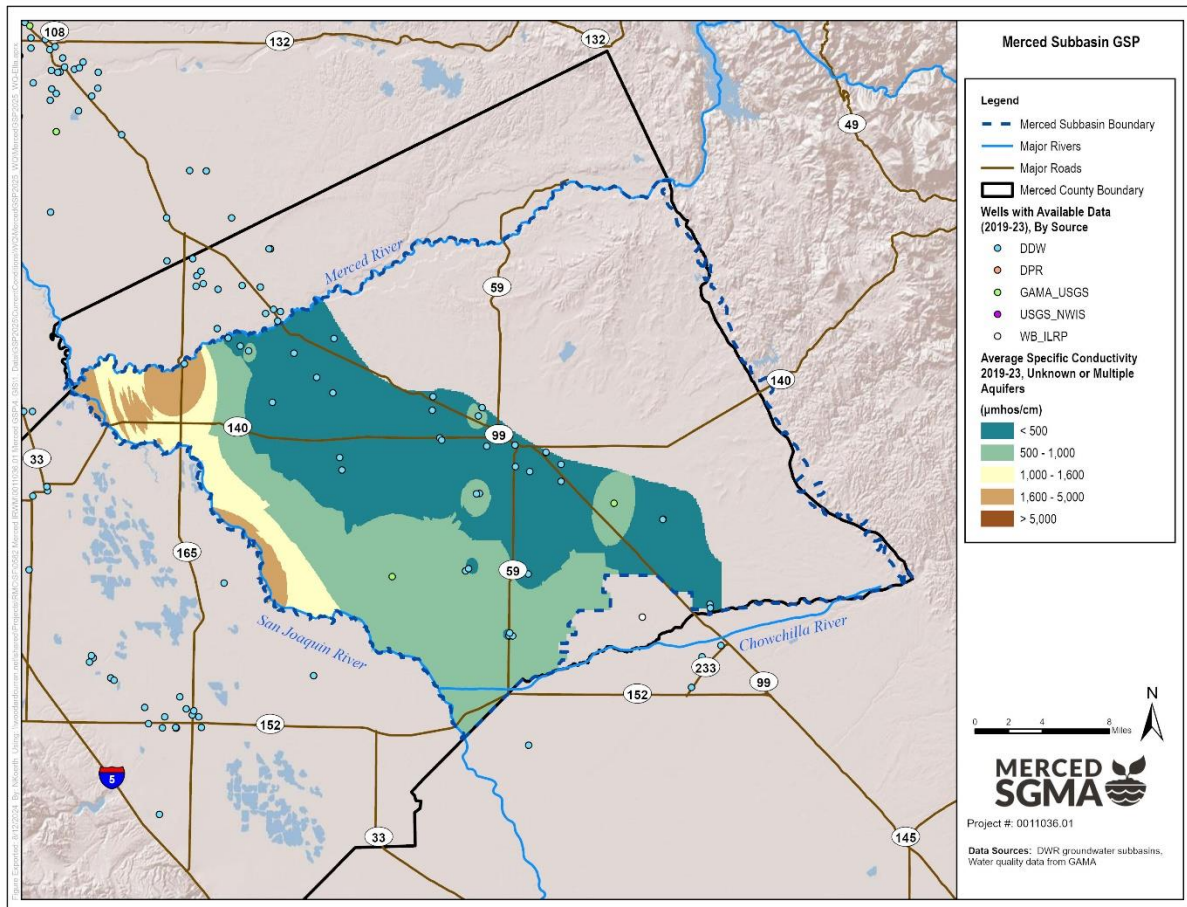 Merced Subbasin GSP
Legend
Merced Subbasin Boundary
Major Rivers
Major Roads
Merced County Boundary
Wells with Available Data
(2019-23), By Source
DDW
DPR
GAMA_USGS
USGS_NWIS
WB_ILRP
Average Specific Conductivity
2019-23, Unknown or Multiple
Aquifers
(µmhos/cm)
< 500
500 - 1,000
1,000 - 1,600
1,600 - 5,000
> 5,000
108
132
132
49
Merced River
59
140
140
99
33
165
59
San Joaquin River
Chowchilla River
233
99
152
152
5
33
145
N
0 2 4 8
Miles
MERCED
SGMA
Project #: 0011036.01
Data Sources: DWR groundwater subbasins,
Water quality data from GAMA